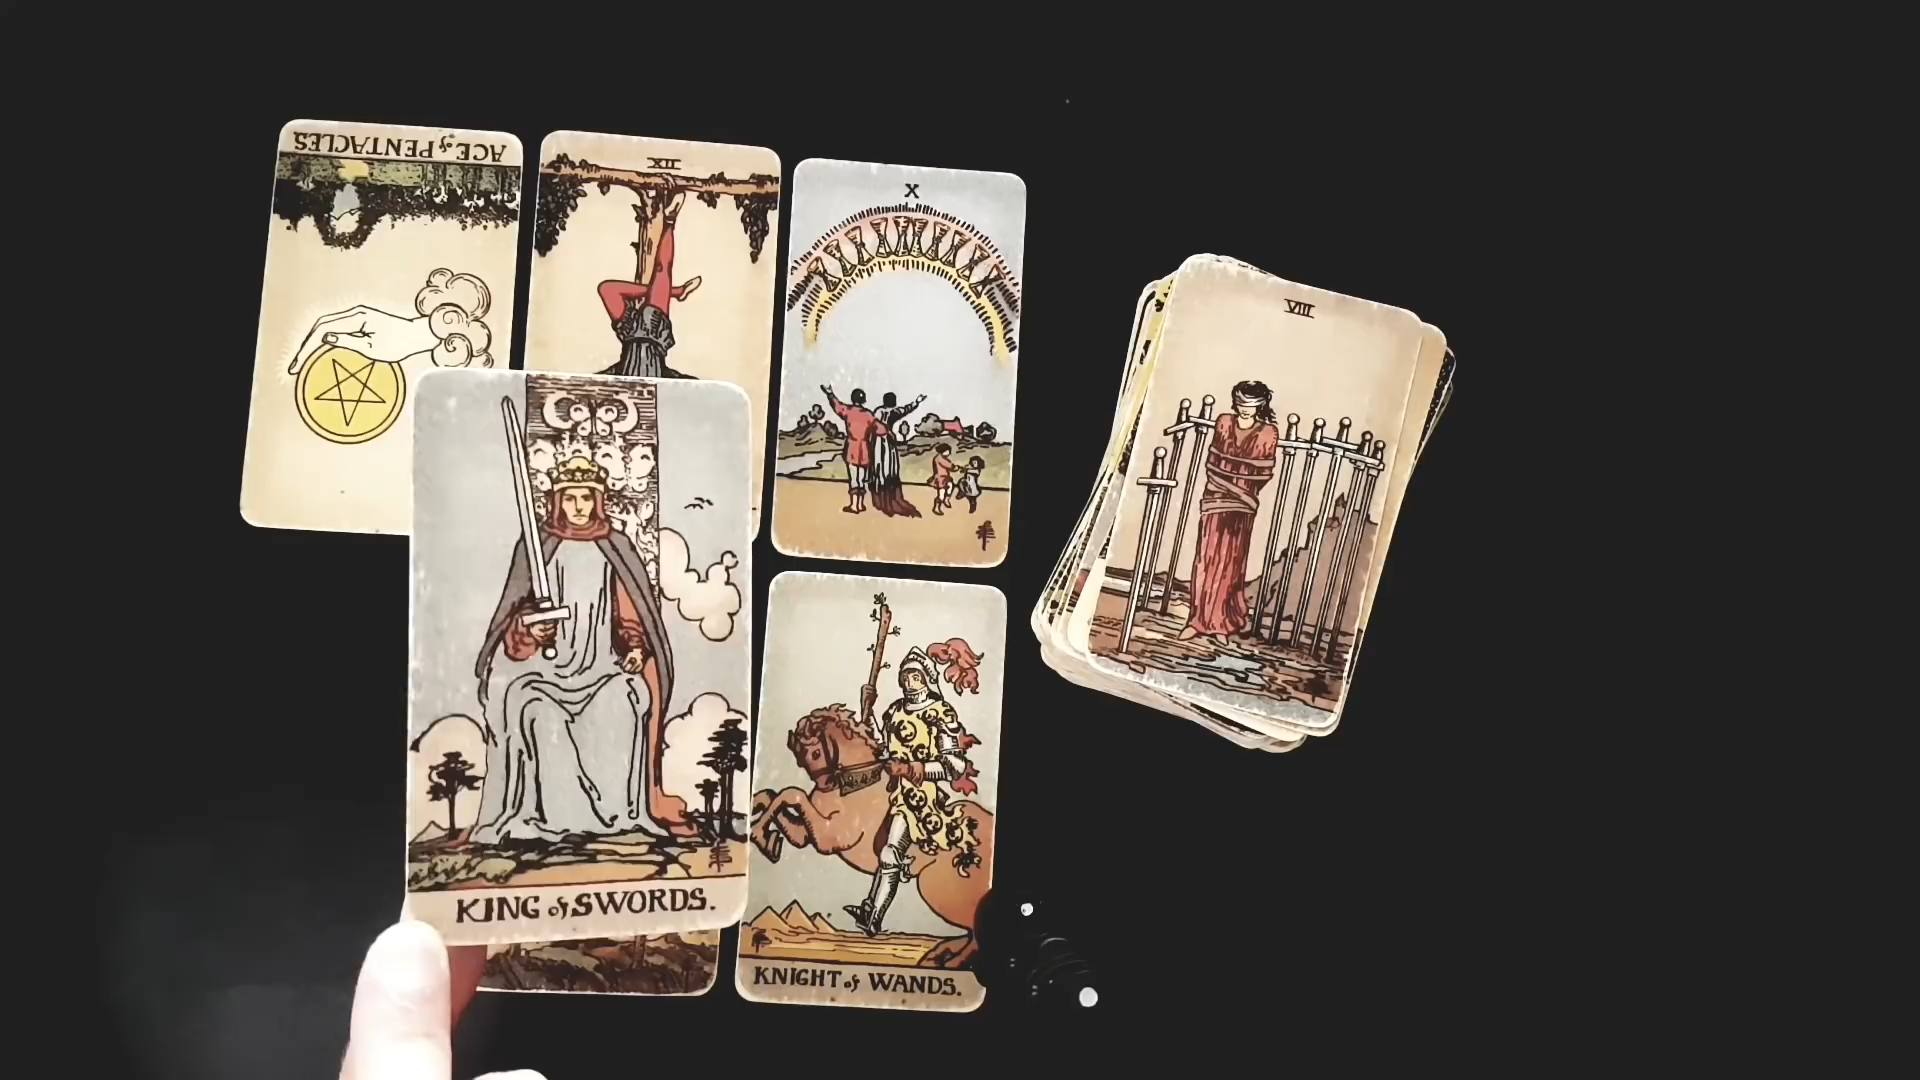 ACE of PENTACLES
XII
X
VIII
KING of SWORDS.
KNIGHT of WANDS.